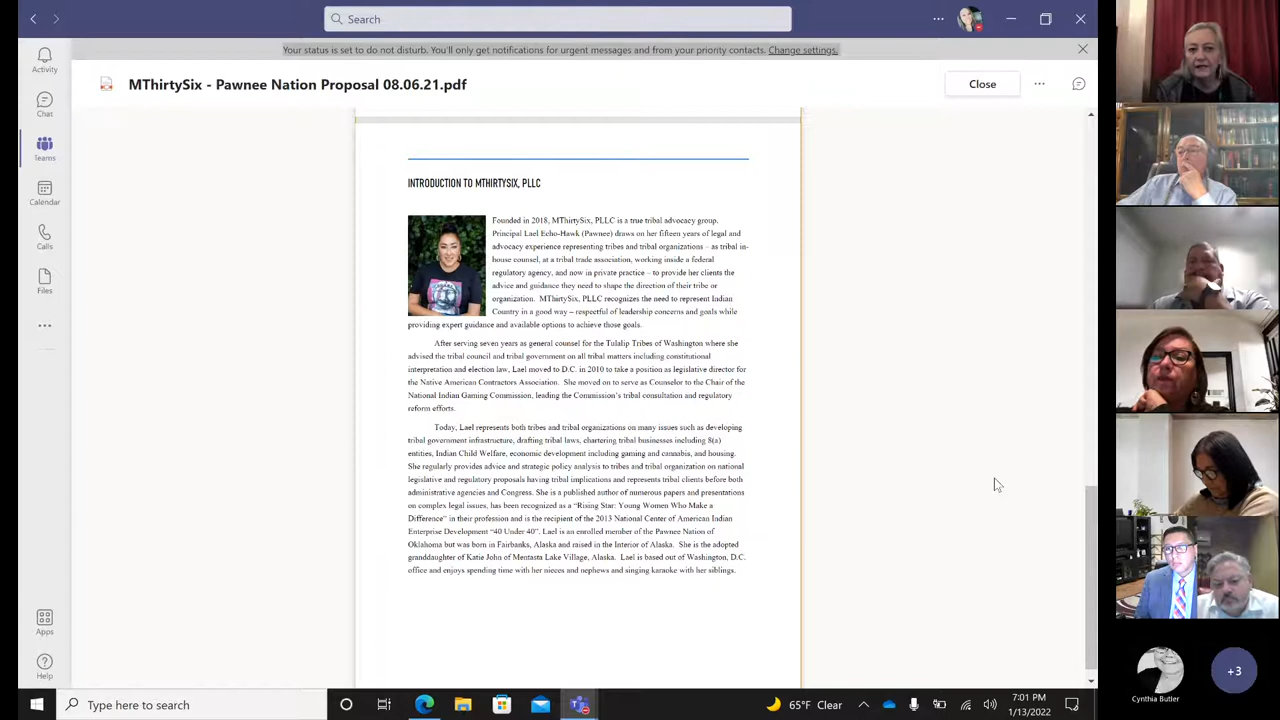 Search
Your status is set to do not disturb. You'll only get notifications for urgent messages and from your priority contacts. Change settings.
Activity
Chat
Teams
Calendar
Calls
Files
Apps
Help
MThirtySix - Pawnee Nation Proposal 08.06.21.pdf
Close
INTRODUCTION TO MTHIRTYSIX, PLLC
Founded in 2018, MThirtySix, PLLC is a true tribal advocacy group.
Principal Lael Echo-Hawk (Pawnee) draws on her fifteen years of legal and
advocacy experience representing tribes and tribal organizations – as tribal in-
house counsel, at a tribal trade association, working inside a federal
regulatory agency, and now in private practice – to provide her clients the
advice and guidance they need to shape the direction of their tribe or
organization. MThirtySix, PLLC recognizes the need to represent Indian
Country in a good way – respectful of leadership concerns and goals while
providing expert guidance and available options to achieve those goals.
After serving seven years as general counsel for the Tulalip Tribes of Washington where she
advised the tribal council and tribal government on all tribal matters including constitutional
interpretation and election law, Lael moved to D.C. in 2010 to take a position as legislative director for
the Native American Contractors Association. She moved on to serve as Counselor to the Chair of the
National Indian Gaming Commission, leading the Commission's tribal consultation and regulatory
reform efforts.
Today, Lael represents both tribes and tribal organizations on many issues such as developing
tribal government infrastructure, drafting tribal laws, chartering tribal businesses including 8(a)
entities, Indian Child Welfare, economic development including gaming and cannabis, and housing.
She regularly provides advice and strategic policy analysis to tribes and tribal organization on national
legislative and regulatory proposals having tribal implications and represents tribal clients before both
administrative agencies and Congress. She is a published author of numerous papers and presentations
on complex legal issues, has been recognized as a “Rising Star: Young Women Who Make a
Difference” in their profession and is the recipient of the 2013 National Center of American Indian
Enterprise Development “40 Under 40”. Lael is an enrolled member of the Pawnee Nation of
Oklahoma but was born in Fairbanks, Alaska and raised in the Interior of Alaska. She is the adopted
granddaughter of Katie John of Mentasta Lake Village, Alaska. Lael is based out of Washington, D.C.
office and enjoys spending time with her nieces and nephews and singing karaoke with her siblings.
+3
Cynthia Butler
Type here to search
65°F Clear
7:01 PM
1/13/2022